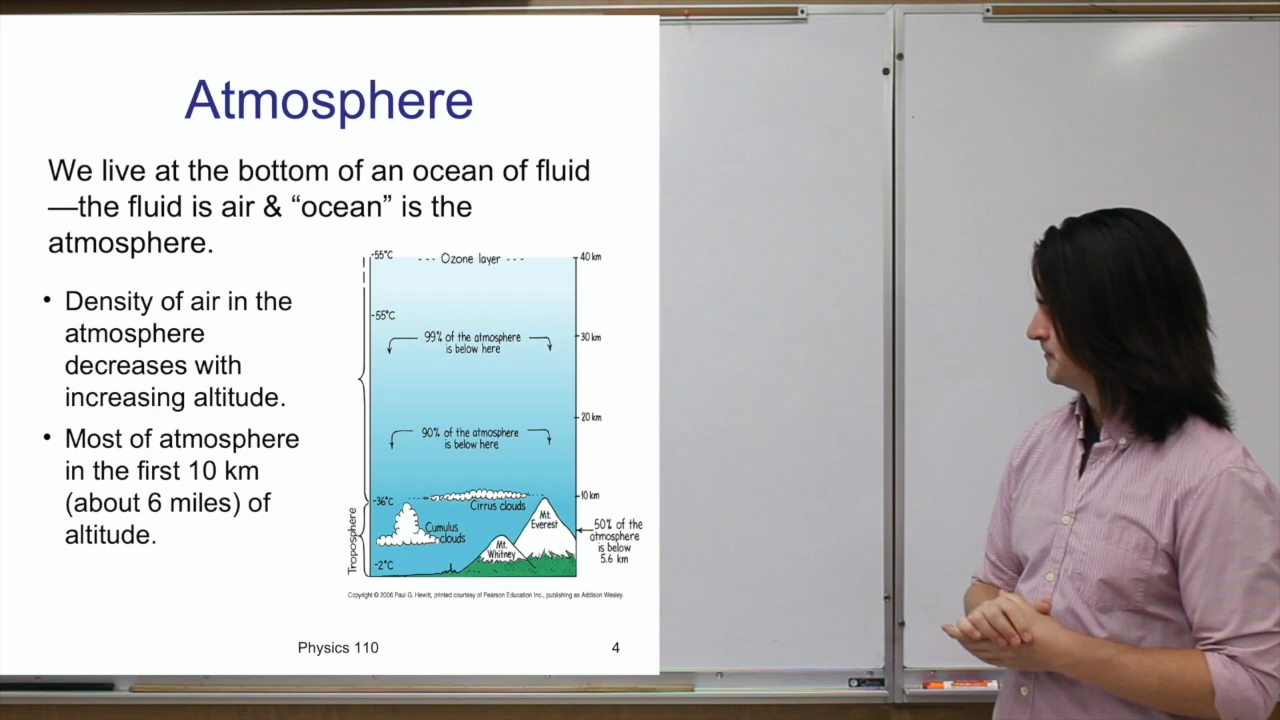 Atmosphere
We live at the bottom of an ocean of fluid
—the fluid is air & “ocean” is the
atmosphere.
• Density of air in the
atmosphere
decreases with
increasing altitude.
• Most of atmosphere
in the first 10 km
(about 6 miles) of
altitude.
-55°C
--- Ozone layer ---
40 km
-55°C
99% of the atmosphere
is below here
30 km
20 km
90% of the atmosphere
is below here
10 km
-36°C
Cirrus clouds
Mt.
Everest
Cumulus
clouds
Mt.
Whitney
50% of the
atmosphere
is below
5.6 km
Troposphere
-2°C
Copyright © 2006 Paul G. Hewitt, printed courtesy of Pearson Education Inc., publishing as Addison Wesley.
Physics 110
4